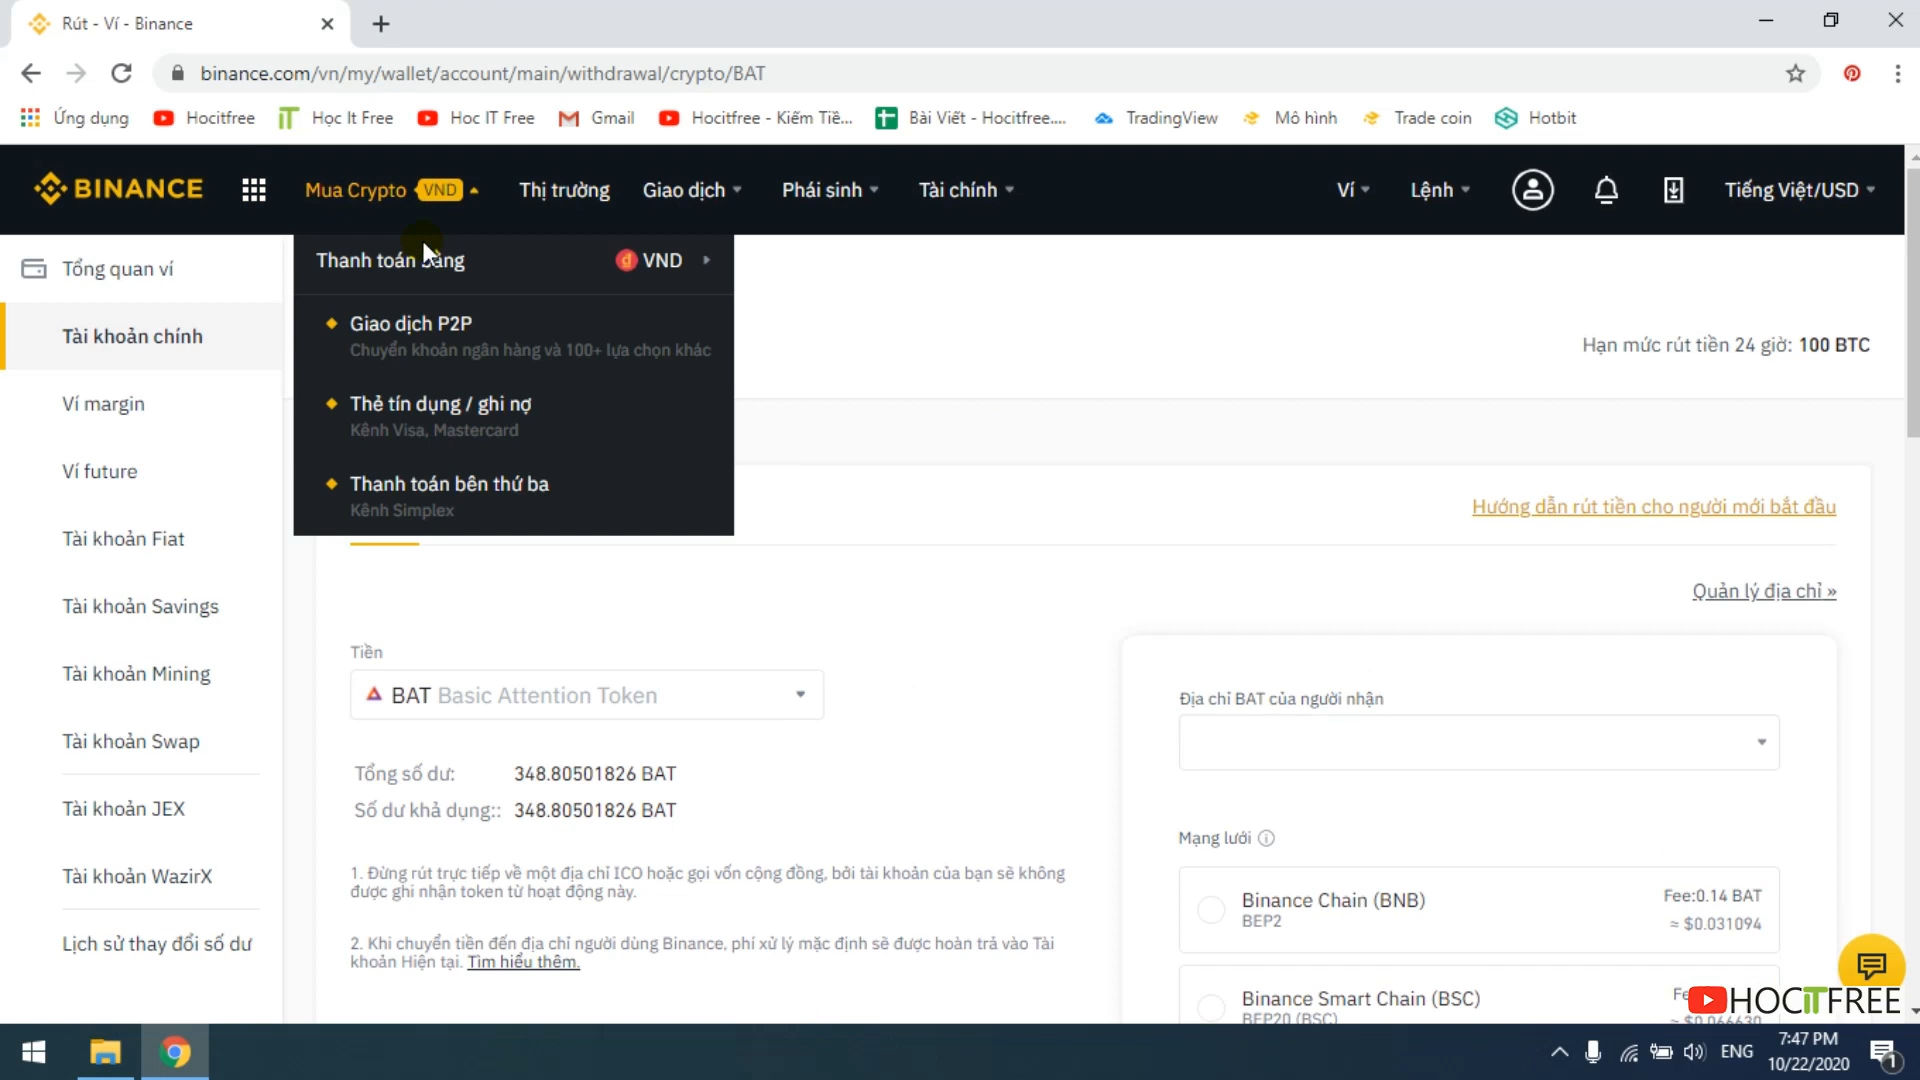 Rút - Ví - Binance
binance.com/vn/my/wallet/account/main/withdrawal/crypto/BAT
Ứng dụng Hocitfree iT Học It Free Hoc IT Free Gmail Hocitfree - Kiếm Tiề... Bài Viết - Hocitfree.... TradingView Mô hình Trade coin Hotbit
BINANCE Mua Crypto VND Thị trường Giao dịch Phái sinh Tài chính Ví Lệnh Tiếng Việt/USD
Tổng quan ví
Tài khoản chính
Ví margin
Ví future
Tài khoản Fiat
Tài khoản Savings
Tài khoản Mining
Tài khoản Swap
Tài khoản JEX
Tài khoản WazirX
Lịch sử thay đổi số dư
Thanh toán bằng VND
Giao dịch P2P
Chuyển khoản ngân hàng và 100+ lựa chọn khác
Thẻ tín dụng / ghi nợ
Kênh Visa, Mastercard
Thanh toán bên thứ ba
Kênh Simplex
Hạn mức rút tiền 24 giờ: 100 BTC
Hướng dẫn rút tiền cho người mới bắt đầu
Quản lý địa chỉ »
Tiền
BAT Basic Attention Token
Tổng số dư: 348.80501826 BAT
Số dư khả dụng:: 348.80501826 BAT
1. Đừng rút trực tiếp về một địa chỉ ICO hoặc gọi vốn cộng đồng, bởi tài khoản của bạn sẽ không
được ghi nhận token từ hoạt động này.
2. Khi chuyển tiền đến địa chỉ người dùng Binance, phí xử lý mặc định sẽ được hoàn trả vào Tài
khoản Hiện tại. Tìm hiểu thêm.
Địa chỉ BAT của người nhận
Mạng lưới
Binance Chain (BNB)
BEP2
Fee:0.14 BAT
≈ $0.031094
Binance Smart Chain (BSC)
BEP20 (BSC)
≈ $0.066630
HOCITFREE
ENG
7:47 PM
10/22/2020
1